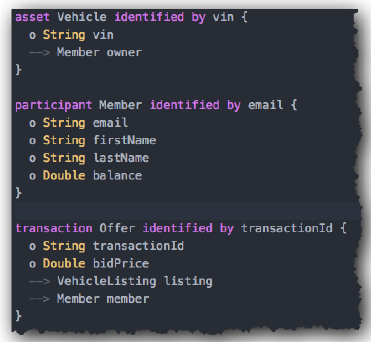 asset Vehicle identified by vin {
o String vin
--> Member owner
}
participant Member identified by email {
o String email
o String firstName
o String lastName
o Double balance
}
transaction Offer identified by transactionId {
o String transactionId
o Double bidPrice
--> VehicleListing listing
--> Member member
}